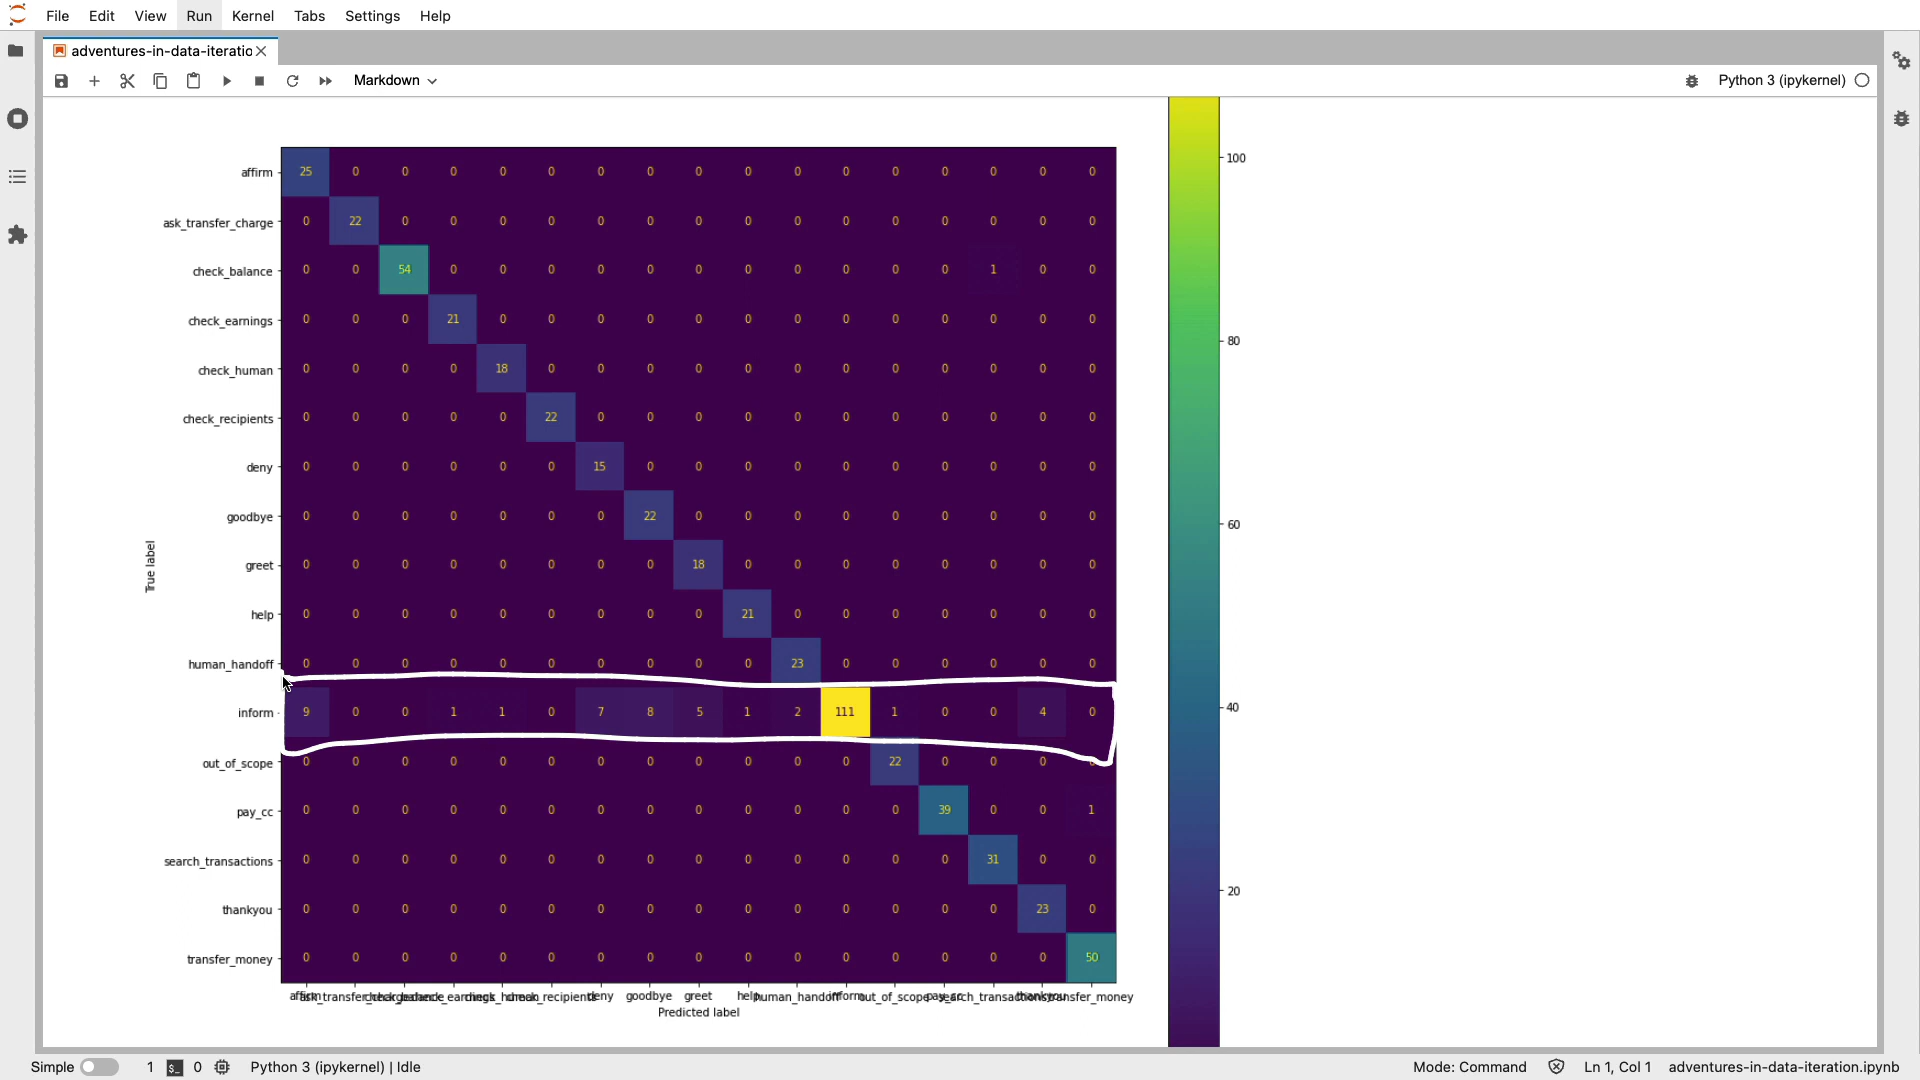 File Edit View Run Kernel Tabs Settings Help
adventures-in-data-iteratio
Markdown
Python 3 (ipykernel)
affirm 25 0 0 0 0 0 0 0 0 0 0 0 0 0 0 0 0
ask_transfer_charge 0 22 0 0 0 0 0 0 0 0 0 0 0 0 0 0 0
check_balance 0 0 54 0 0 0 0 0 0 0 0 0 0 0 1 0 0
check_earnings 0 0 0 21 0 0 0 0 0 0 0 0 0 0 0 0 0
check_human 0 0 0 0 18 0 0 0 0 0 0 0 0 0 0 0 0
check_recipients 0 0 0 0 0 22 0 0 0 0 0 0 0 0 0 0 0
deny 0 0 0 0 0 0 15 0 0 0 0 0 0 0 0 0 0
goodbye 0 0 0 0 0 0 0 22 0 0 0 0 0 0 0 0 0
True label
greet 0 0 0 0 0 0 0 0 18 0 0 0 0 0 0 0 0
help 0 0 0 0 0 0 0 0 0 21 0 0 0 0 0 0 0
human_handoff 0 0 0 0 0 0 0 0 0 0 23 0 0 0 0 0 0
inform 9 0 0 1 1 0 7 8 5 1 2 111 1 0 0 4 0
out_of_scope 0 0 0 0 0 0 0 0 0 0 0 0 22 0 0 0 0
pay_cc 0 0 0 0 0 0 0 0 0 0 0 0 0 39 0 0 1
search_transactions 0 0 0 0 0 0 0 0 0 0 0 0 0 0 31 0 0
thankyou 0 0 0 0 0 0 0 0 0 0 0 0 0 0 0 23 0
transfer_money 0 0 0 0 0 0 0 0 0 0 0 0 0 0 0 0 50
affirm ask_transfer_charge check_balance check_earnings check_human check_recipients deny goodbye greet help human_handoff inform out_of_scope pay_cc search_transactions thankyou transfer_money
Predicted label
100
80
60
40
20
Simple 1 0 Python 3 (ipykernel) | Idle Mode: Command Ln 1, Col 1 adventures-in-data-iteration.ipynb